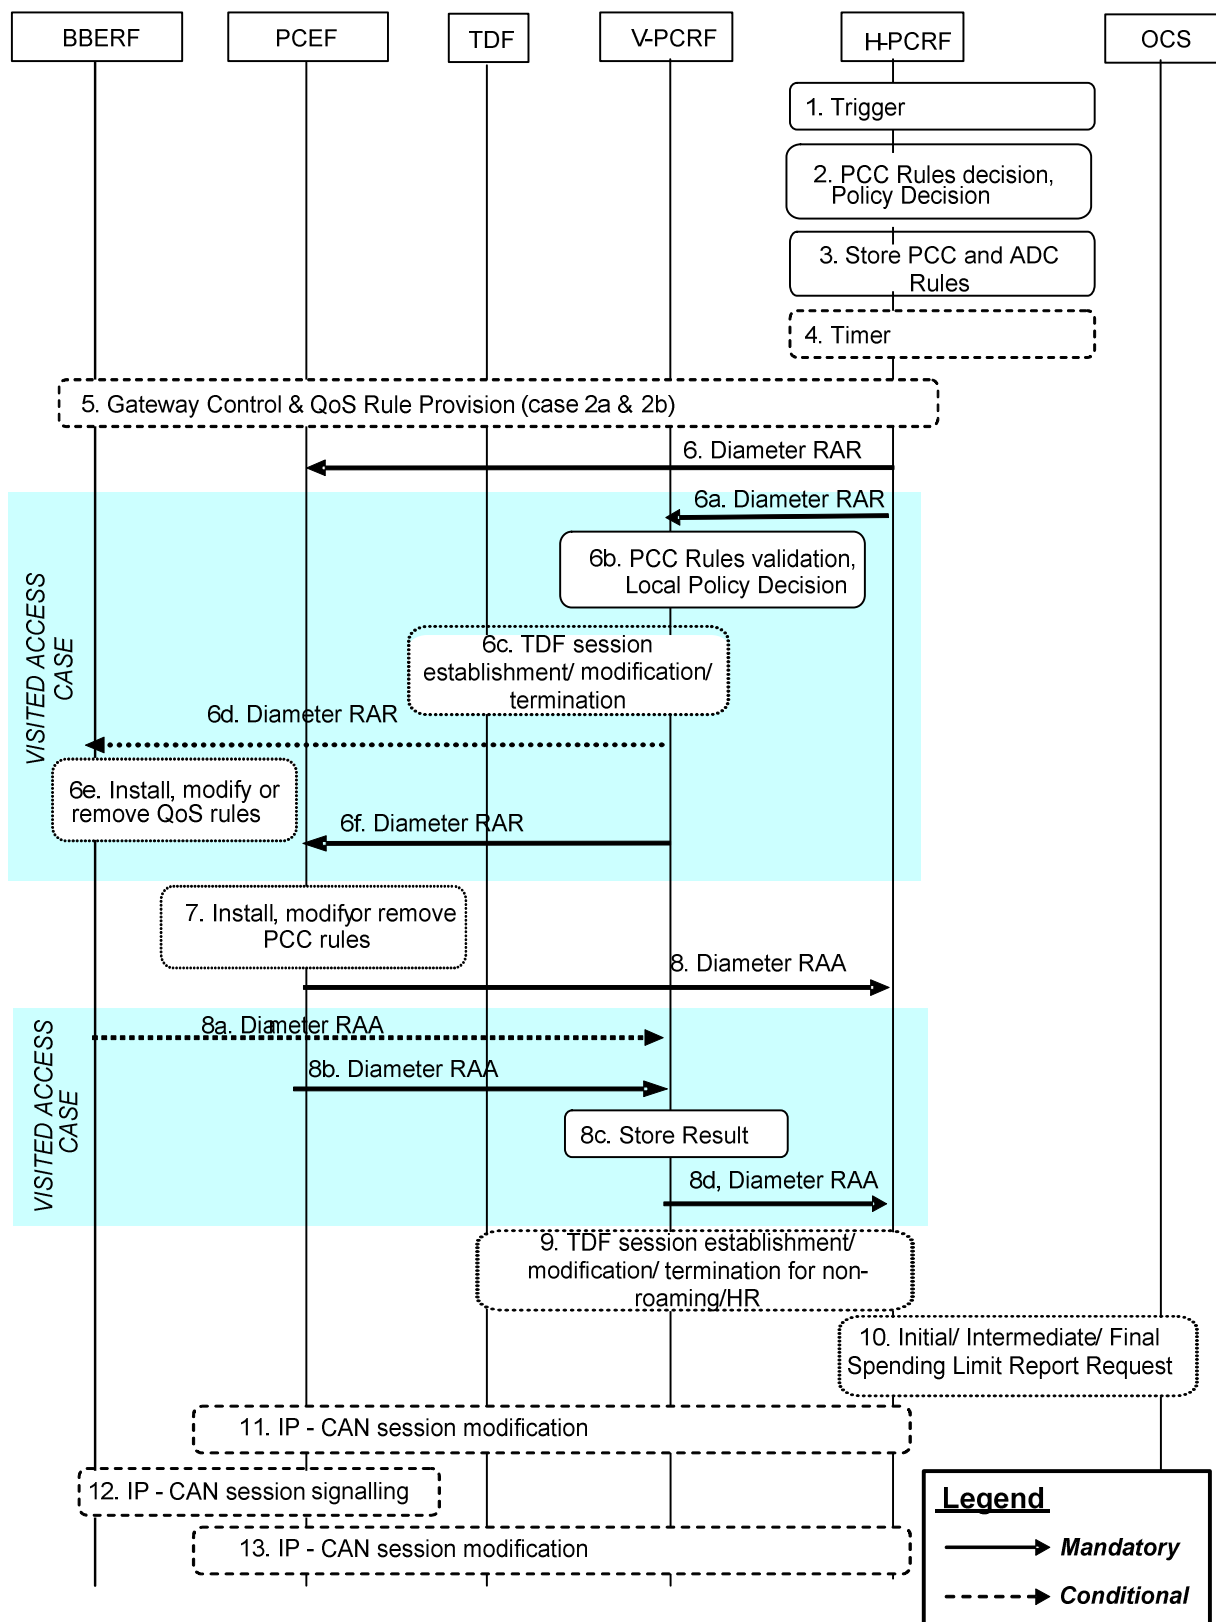 BBERF
PCEF
TDF
V-PCRF
H-PCRF
OCS
1. Trigger
2. PCC Rules decision,
Policy Decision
3. Store PCC and ADC
Rules
4. Timer
5. Gateway Control & QoS Rule Provision (case 2a & 2b)
6. Diameter RAR
6a. Diameter RAR
VISITED ACCESS
CASE
6b. PCC Rules validation,
Local Policy Decision
6c. TDF session
establishment/ modification/
termination
6d. Diameter RAR
6e. Install, modify or
remove QoS rules
6f. Diameter RAR
7. Install, modify or remove
PCC rules
8. Diameter RAA
VISITED ACCESS
CASE
8a. Diameter RAA
8b. Diameter RAA
8c. Store Result
8d, Diameter RAA
9. TDF session establishment/
modification/ termination for non-
roaming/HR
10. Initial/ Intermediate/ Final
Spending Limit Report Request
11. IP - CAN session modification
12. IP - CAN session signalling
13. IP - CAN session modification
Legend
Mandatory
Conditional